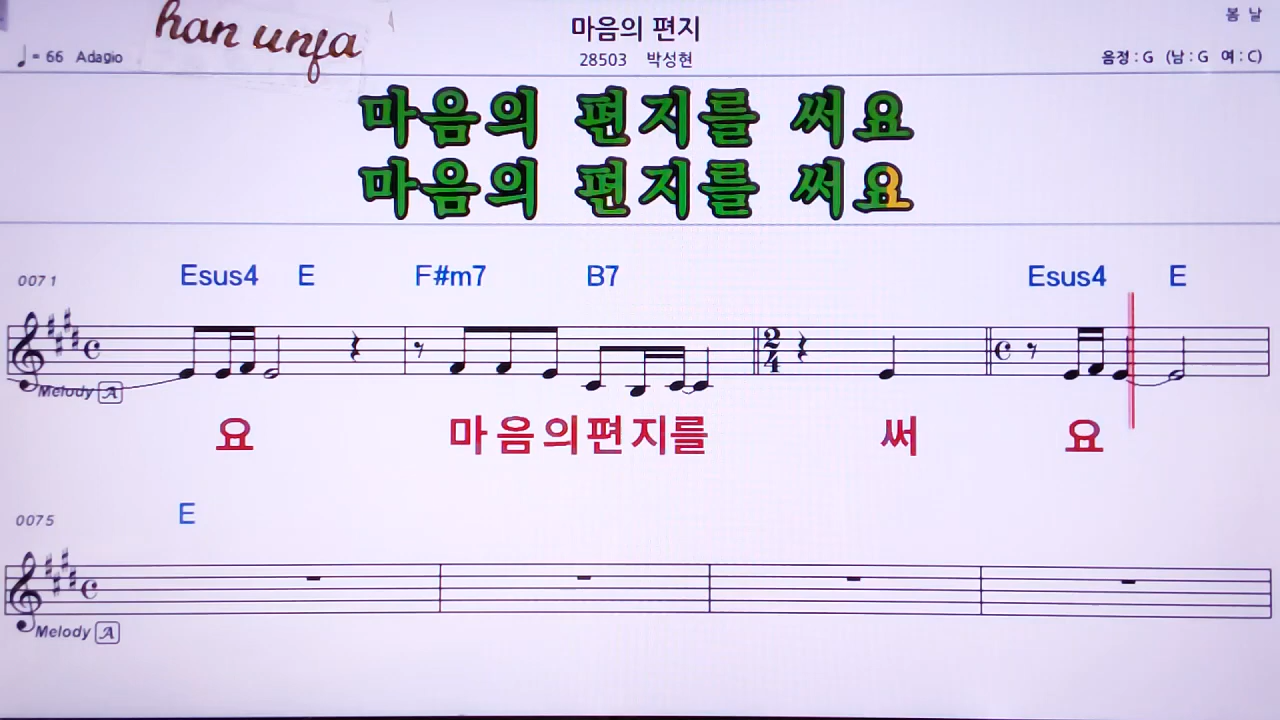 han unja
마음의 편지
봄 날
♩= 66 Adagio
28503 박성현
음정 : G (남 : G 여 : C)
마음의 편지를 써요
마음의 편지를 써요
0071 Esus4 E F#m7 B7 Esus4 E
2/4
Melody A
요 마음의편지를 써 요
0075 E
Melody A